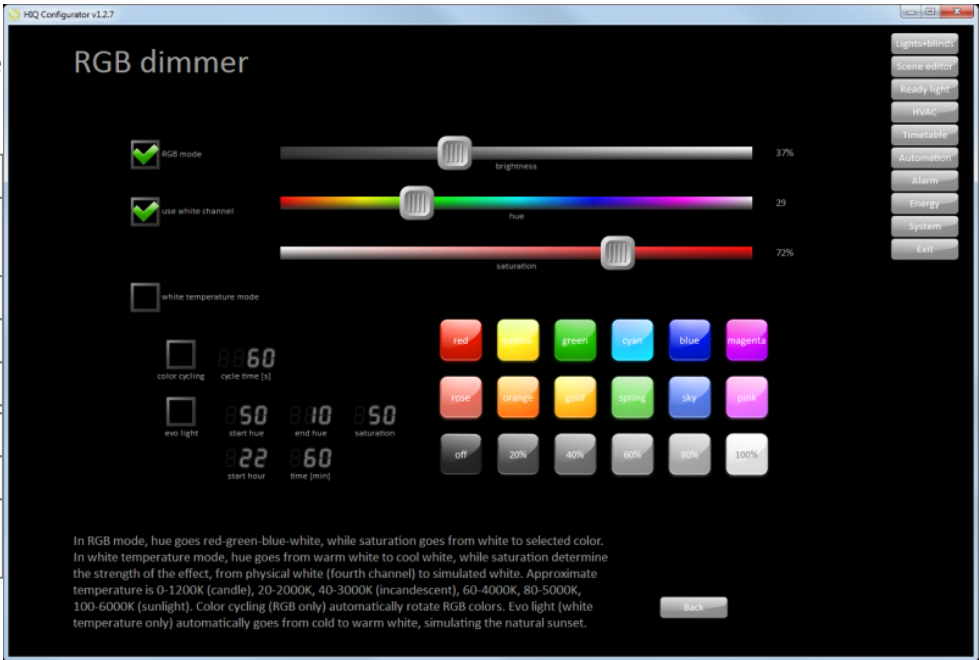 HIQ Configurator v1.2.7
RGB dimmer
Lights+blinds
Scene editor
Ready light
HVAC
Timetable
Automation
Alarm
Energy
System
Exit
RGB mode
brightness
37%
use white channel
hue
29
saturation
72%
white temperature mode
color cycling
60
cycle time [s]
evo light
50
start hue
10
end hue
50
saturation
22
start hour
60
time [min]
red yellow green cyan blue magenta
rose orange gold spring sky pink
off 20% 40% 60% 80% 100%
In RGB mode, hue goes red-green-blue-white, while saturation goes from white to selected color.
In white temperature mode, hue goes from warm white to cool white, while saturation determine
the strength of the effect, from physical white (fourth channel) to simulated white. Approximate
temperature is 0-1200K (candle), 20-2000K, 40-3000K (incandescent), 60-4000K, 80-5000K,
100-6000K (sunlight). Color cycling (RGB only) automatically rotate RGB colors. Evo light (white
temperature only) automatically goes from cold to warm white, simulating the natural sunset.
Back